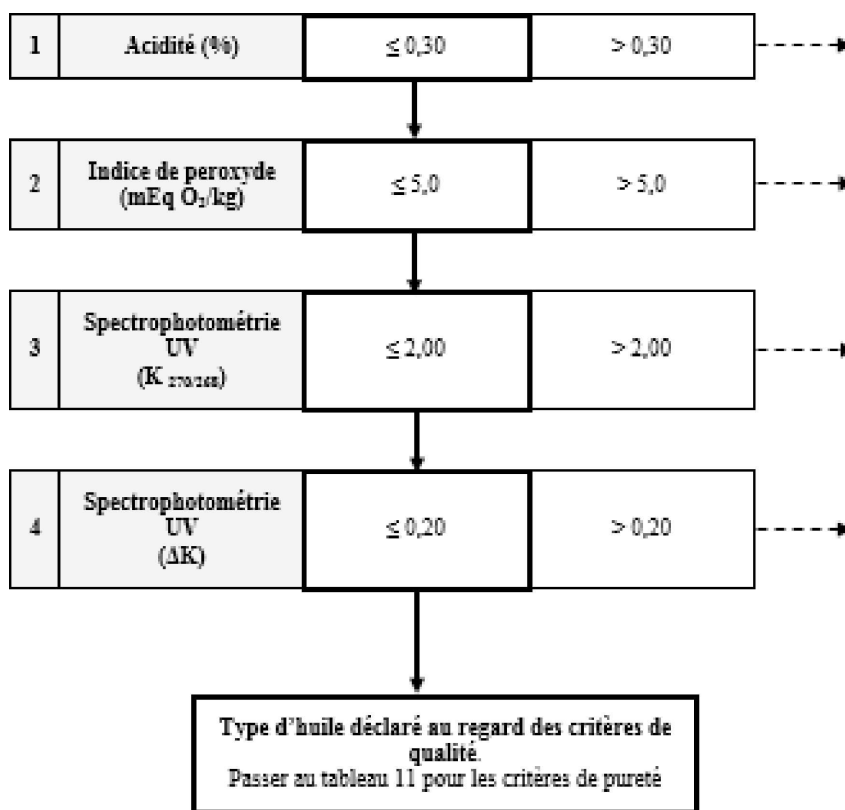 1 Acidité (%) ≤ 0,30 > 0,30
2 Indice de peroxyde (mEq O₂/kg) ≤ 5,0 > 5,0
3 Spectrophotométrie UV (K 270/268) ≤ 2,00 > 2,00
4 Spectrophotométrie UV (ΔK) ≤ 0,20 > 0,20
Type d’huile déclaré au regard des critères de
qualité.
Passer au tableau 11 pour les critères de pureté